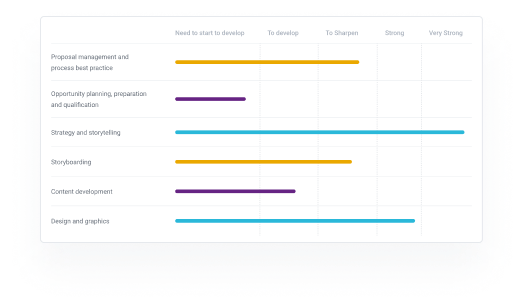 Need to start to develop To develop To Sharpen Strong Very Strong
Proposal management and
process best practice
Opportunity planning, preparation
and qualification
Strategy and storytelling
Storyboarding
Content development
Design and graphics